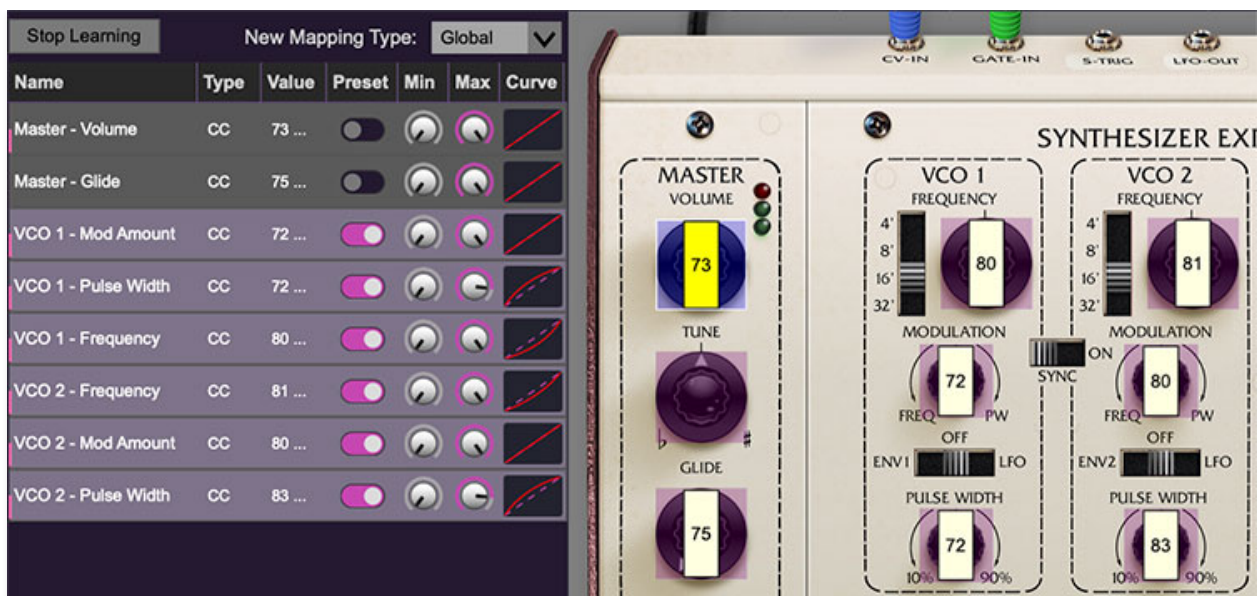 Stop Learning
New Mapping Type: Global
Name Type Value Preset Min Max Curve
Master - Volume CC 73 ...
Master - Glide CC 75 ...
VCO 1 - Mod Amount CC 72 ...
VCO 1 - Pulse Width CC 72 ...
VCO 1 - Frequency CC 80 ...
VCO 2 - Frequency CC 81 ...
VCO 2 - Mod Amount CC 80 ...
VCO 2 - Pulse Width CC 83 ...
CV-IN GATE-IN S-TRIG LFO-OUT
SYNTHESIZER EXI
MASTER
VOLUME
73
TUNE
♭ ♯
GLIDE
75
VCO 1
FREQUENCY
4'
8'
16'
32'
80
MODULATION
72
FREQ PW
OFF
ENV1 LFO
PULSE WIDTH
72
10% 90%
ON
SYNC
VCO 2
FREQUENCY
4'
8'
16'
32'
81
MODULATION
80
FREQ PW
OFF
ENV2 LFO
PULSE WIDTH
83
10% 90%